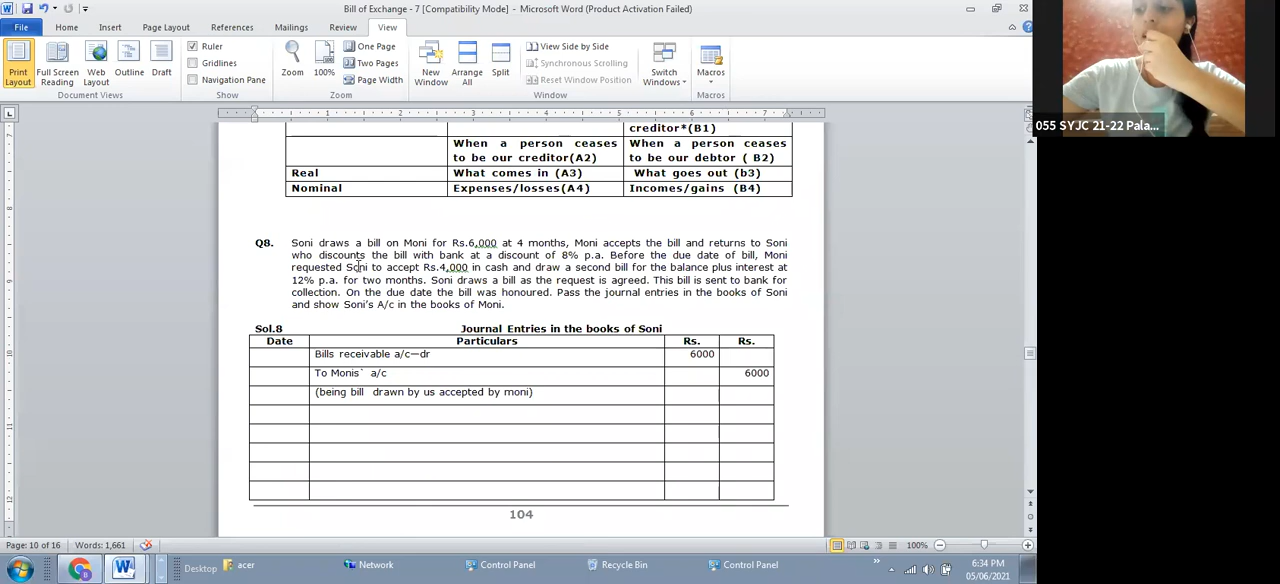 Bill of Exchange - 7 [Compatibility Mode] - Microsoft Word (Product Activation Failed)
File Home Insert Page Layout References Mailings Review View
Print Layout Full Screen Reading Web Layout Outline Draft
Document Views
Ruler
Gridlines
Navigation Pane
Show
Zoom 100%
One Page
Two Pages
Page Width
Zoom
New Window Arrange All Split
View Side by Side
Synchronous Scrolling
Reset Window Position
Switch Windows
Window
Macros
Macros
055 SYJC 21-22 Pala...
creditor*(B1)
When a person ceases When a person ceases
to be our creditor(A2) to be our debtor ( B2)
Real What comes in (A3) What goes out (b3)
Nominal Expenses/losses(A4) Incomes/gains (B4)
Q8. Soni draws a bill on Moni for Rs.6,000 at 4 months, Moni accepts the bill and returns to Soni
who discounts the bill with bank at a discount of 8% p.a. Before the due date of bill, Moni
requested Soni to accept Rs.4,000 in cash and draw a second bill for the balance plus interest at
12% p.a. for two months. Soni draws a bill as the request is agreed. This bill is sent to bank for
collection. On the due date the bill was honoured. Pass the journal entries in the books of Soni
and show Soni's A/c in the books of Moni.
Sol.8 Journal Entries in the books of Soni
Date Particulars Rs. Rs.
Bills receivable a/c—dr 6000
To Monis` a/c 6000
(being bill drawn by us accepted by moni)
104
Page: 10 of 16 Words: 1,661 100%
Desktop acer Network Control Panel Recycle Bin Control Panel
6:34 PM
05/06/2021